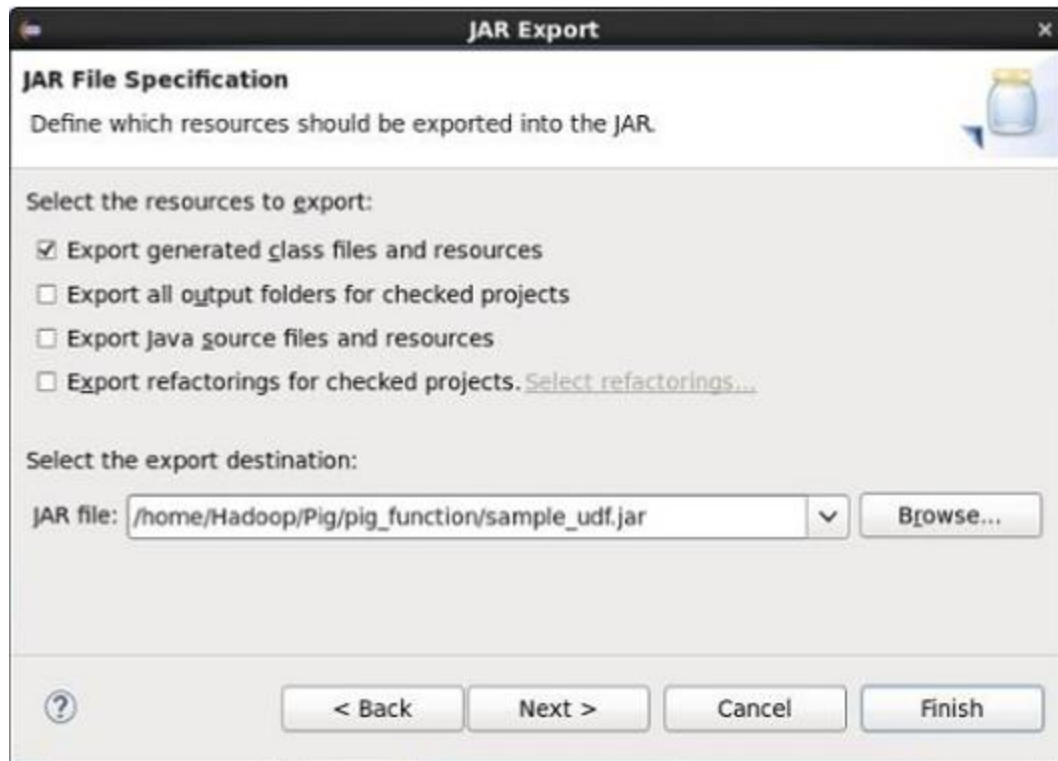 JAR Export
JAR File Specification
Define which resources should be exported into the JAR.
Select the resources to export:
Export generated class files and resources
Export all output folders for checked projects
Export Java source files and resources
Export refactorings for checked projects. Select refactorings...
Select the export destination:
JAR file: /home/Hadoop/Pig/pig_function/sample_udf.jar Browse...
? < Back Next > Cancel Finish